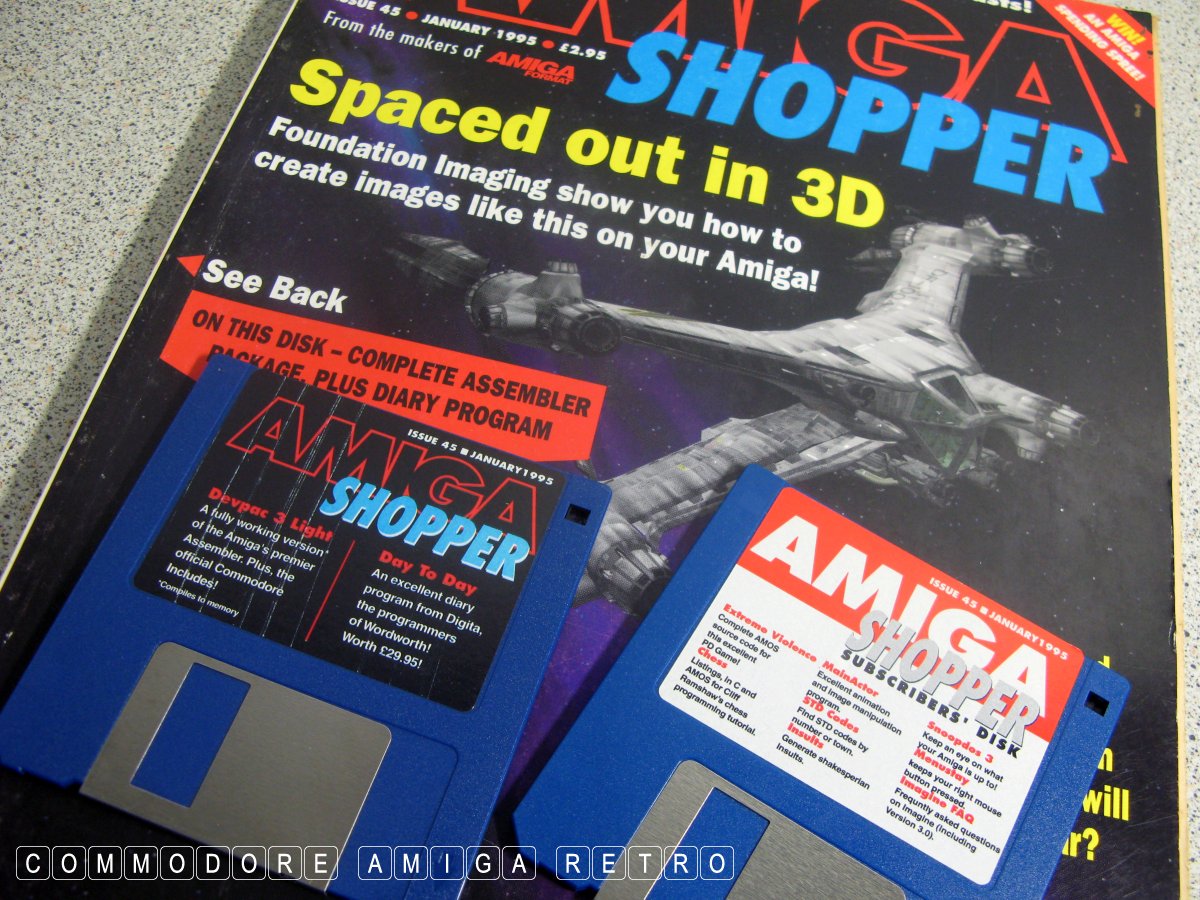 ISSUE 45 • JANUARY 1995 • £2.95
From the makers of AMIGA FORMAT
AMIGA
SHOPPER
WIN!
AN AMIGA
SPENDING SPREE!
Spaced out in 3D
Foundation Imaging show you how to
create images like this on your Amiga!
See Back
ON THIS DISK – COMPLETE ASSEMBLER
PACKAGE, PLUS DIARY PROGRAM
ISSUE 45 ■ JANUARY 1995
AMIGA
SHOPPER
Devpac 3 Light
A fully working version*
of the Amiga's premier
Assembler. Plus, the
official Commodore
Includes!
*Compiles to memory
Day To Day
An excellent diary
program from Digita,
the programmers
of Wordworth!
Worth £29.95!
ISSUE 45 ■ JANUARY 1995
AMIGA
SHOPPER
SUBSCRIBERS' DISK
Extreme Violence
Complete AMOS
source code for
this excellent
PD Game!
Chess
Listings, in C and
AMOS for Cliff
Ramshaw's chess
programming tutorial.
MainActor
Excellent animation
and image manipulation
program.
STD Codes
Find STD codes by
number or town.
Insults
Generate shakesperian
Insults.
Snoopdos 3
Keep an eye on what
your Amiga is up to!
Menustay
keeps your right mouse
button pressed.
Imagine FAQ
Frequntly asked questions
on Imagine (Including
Version 3.0).
will
COMMODORE AMIGA RETRO